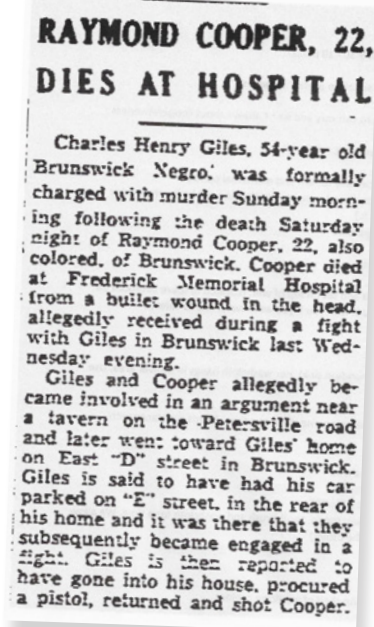 RAYMOND COOPER, 22,
DIES AT HOSPITAL
Charles Henry Giles, 54-year old
Brunswick Negro, was formally
charged with murder Sunday morn-
ing following the death Saturday
night of Raymond Cooper, 22, also
colored, of Brunswick. Cooper died
at Frederick Memorial Hospital
from a bullet wound in the head,
allegedly received during a fight
with Giles in Brunswick last Wed-
nesday evening.
Giles and Cooper allegedly be-
came involved in an argument near
a tavern on the Petersville road
and later went toward Giles' home
on East "D" street in Brunswick.
Giles is said to have had his car
parked on "E" street, in the rear of
his home and it was there that they
subsequently became engaged in a
fight. Giles is then reported to
have gone into his house, procured
a pistol, returned and shot Cooper.